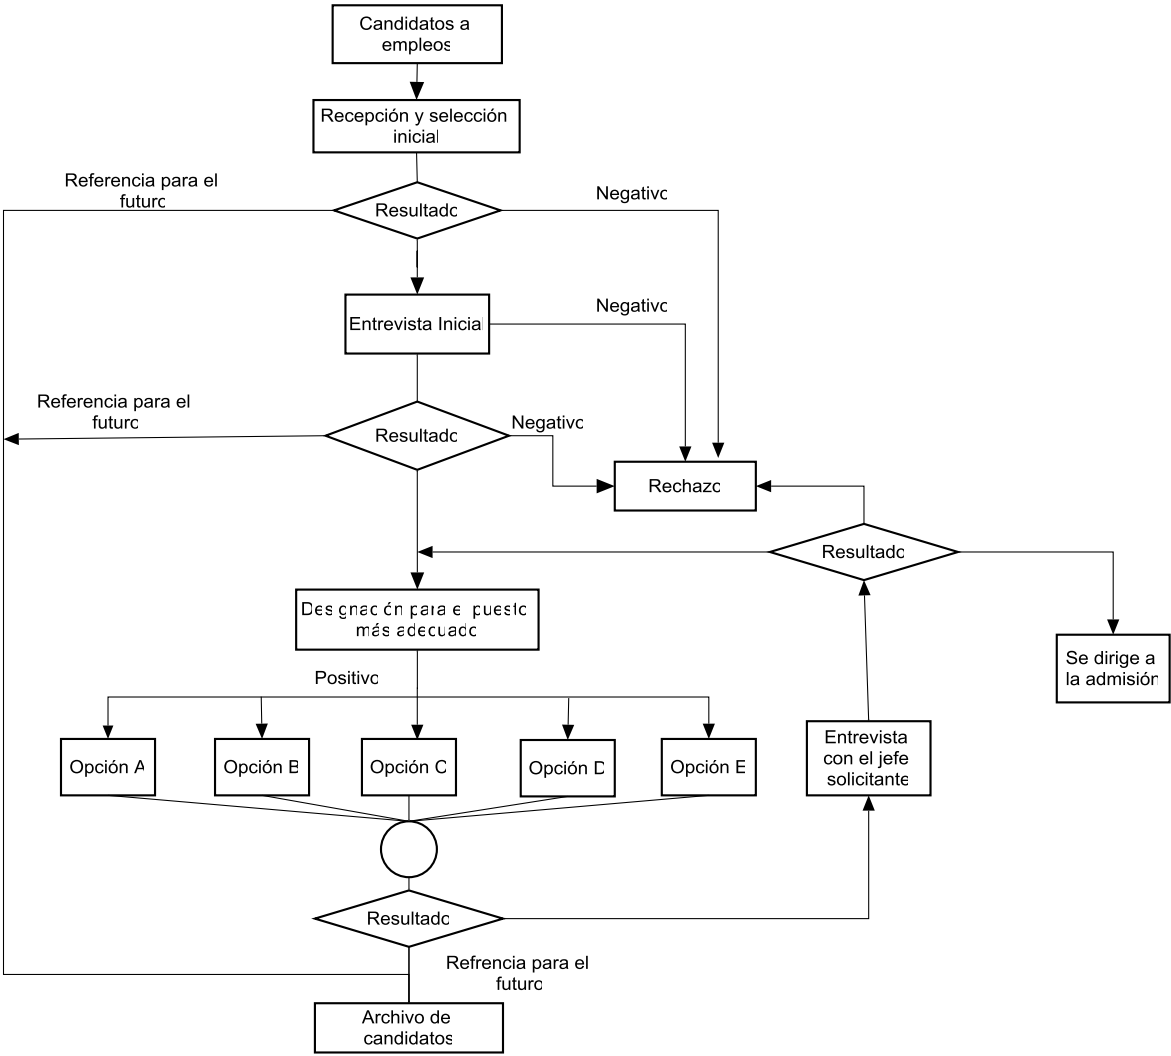 Candidatos a
empleos
Recepción y selección
inicial
Referencia para el
futuro
Resultado
Negativo
Entrevista Inicial
Negativo
Referencia para el
futuro
Resultado
Negativo
Rechazo
Resultado
Designación para el puesto
más adecuado
Se dirige a
la admisión
Positivo
Opción A
Opción B
Opción C
Opción D
Opción E
Entrevista
con el jefe
solicitante
Resultado
Refrencia para el
futuro
Archivo de
candidatos